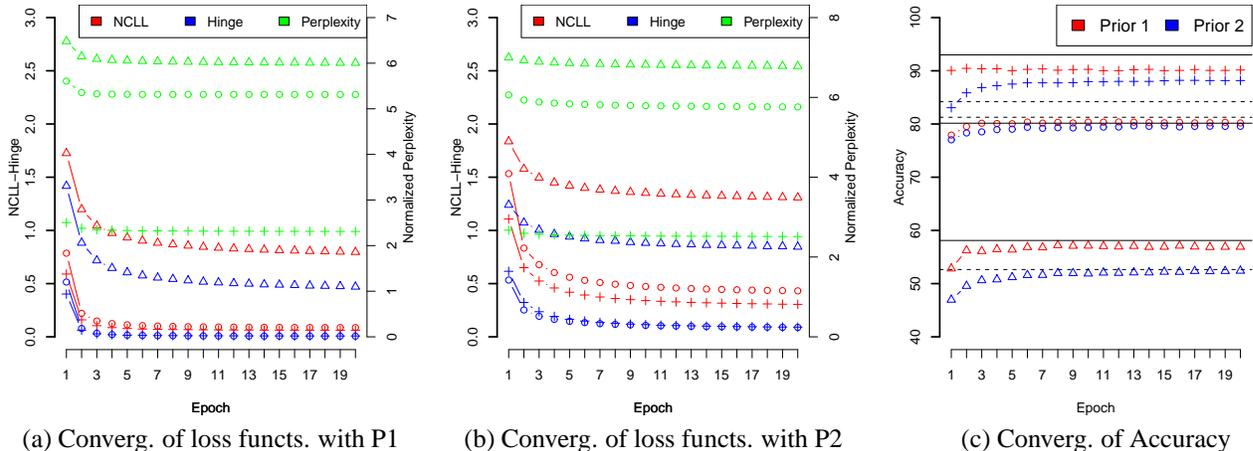 NCLL Hinge Perplexity
NCLL−Hinge
0.0 0.5 1.0 1.5 2.0 2.5 3.0
Normalized Perplexity
0 1 2 3 4 5 6 7
1 3 5 7 9 11 13 15 17 19
Epoch
(a) Converg. of loss functs. with P1
NCLL Hinge Perplexity
NCLL−Hinge
0.0 0.5 1.0 1.5 2.0 2.5 3.0
Normalized Perplexity
0 2 4 6 8
1 3 5 7 9 11 13 15 17 19
Epoch
(b) Converg. of loss functs. with P2
Prior 1 Prior 2
Accuracy
40 50 60 70 80 90 100
1 3 5 7 9 11 13 15 17 19
Epoch
(c) Converg. of Accuracy